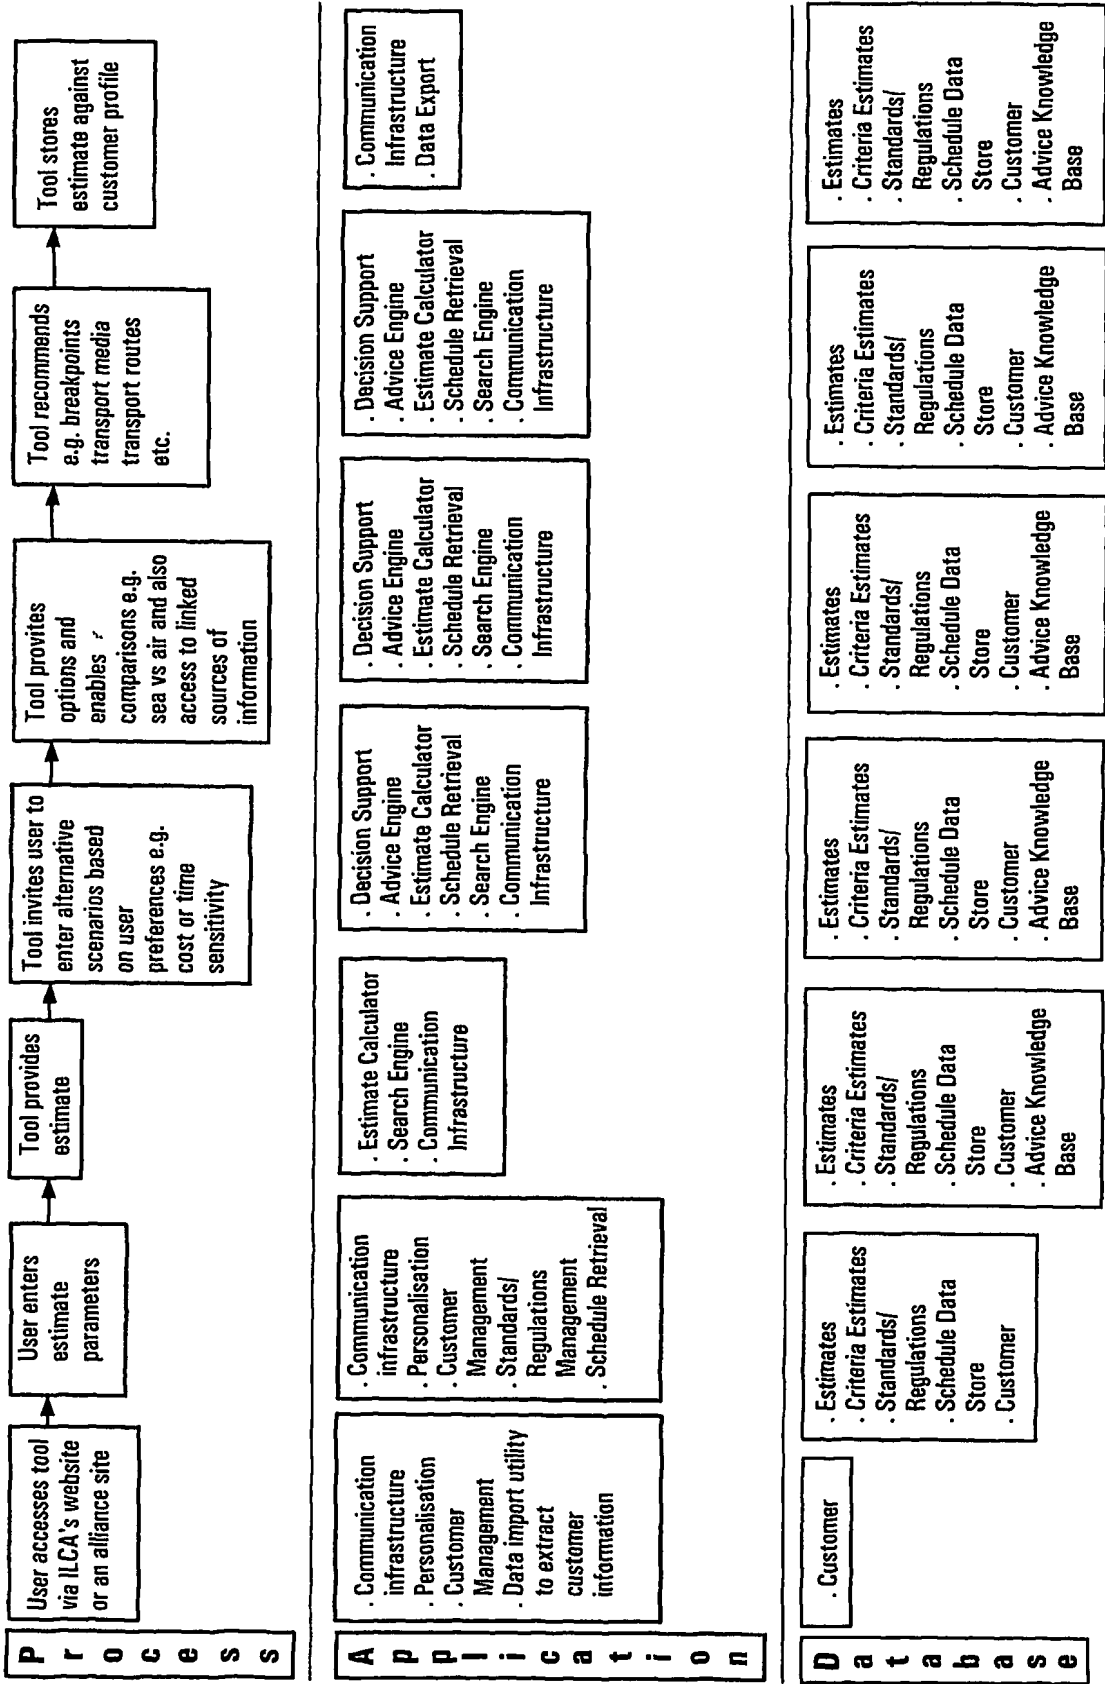 Process
User accesses tool
via ILCA's website
or an alliance site
User enters
estimate
parameters
Tool provides
estimate
Tool invites user to
enter alternative
scenarios based
on user
preferences e.g.
cost or time
sensitivity
Tool provites
options and
enables
comparisons e.g.
sea vs air and also
access to linked
sources of
information
Tool recommends
e.g. breakpoints
transport media
transport routes
etc.
Tool stores
estimate against
customer profile
Application
. Communication
infrastructure
. Personalisation
. Customer
Management
. Data import utility
to extract
customer
information
. Communication
infrastructure
. Personalisation
. Customer
Management
. Standards/
Regulations
Management
. Schedule Retrieval
. Estimate Calculator
. Search Engine
. Communication
Infrastructure
. Decision Support
. Advice Engine
. Estimate Calculator
. Schedule Retrieval
. Search Engine
. Communication
Infrastructure
. Decision Support
. Advice Engine
. Estimate Calculator
. Schedule Retrieval
. Search Engine
. Communication
Infrastructure
. Decision Support
. Advice Engine
. Estimate Calculator
. Schedule Retrieval
. Search Engine
. Communication
Infrastructure
. Communication
Infrastructure
. Data Export
Database
. Customer
. Estimates
. Criteria Estimates
. Standards/
Regulations
. Schedule Data
Store
. Customer
. Estimates
. Criteria Estimates
. Standards/
Regulations
. Schedule Data
Store
. Customer
. Advice Knowledge
Base
. Estimates
. Criteria Estimates
. Standards/
Regulations
. Schedule Data
Store
. Customer
. Advice Knowledge
Base
. Estimates
. Criteria Estimates
. Standards/
Regulations
. Schedule Data
Store
. Customer
. Advice Knowledge
Base
. Estimates
. Criteria Estimates
. Standards/
Regulations
. Schedule Data
Store
. Customer
. Advice Knowledge
Base
. Estimates
. Criteria Estimates
. Standards/
Regulations
. Schedule Data
Store
. Customer
. Advice Knowledge
Base